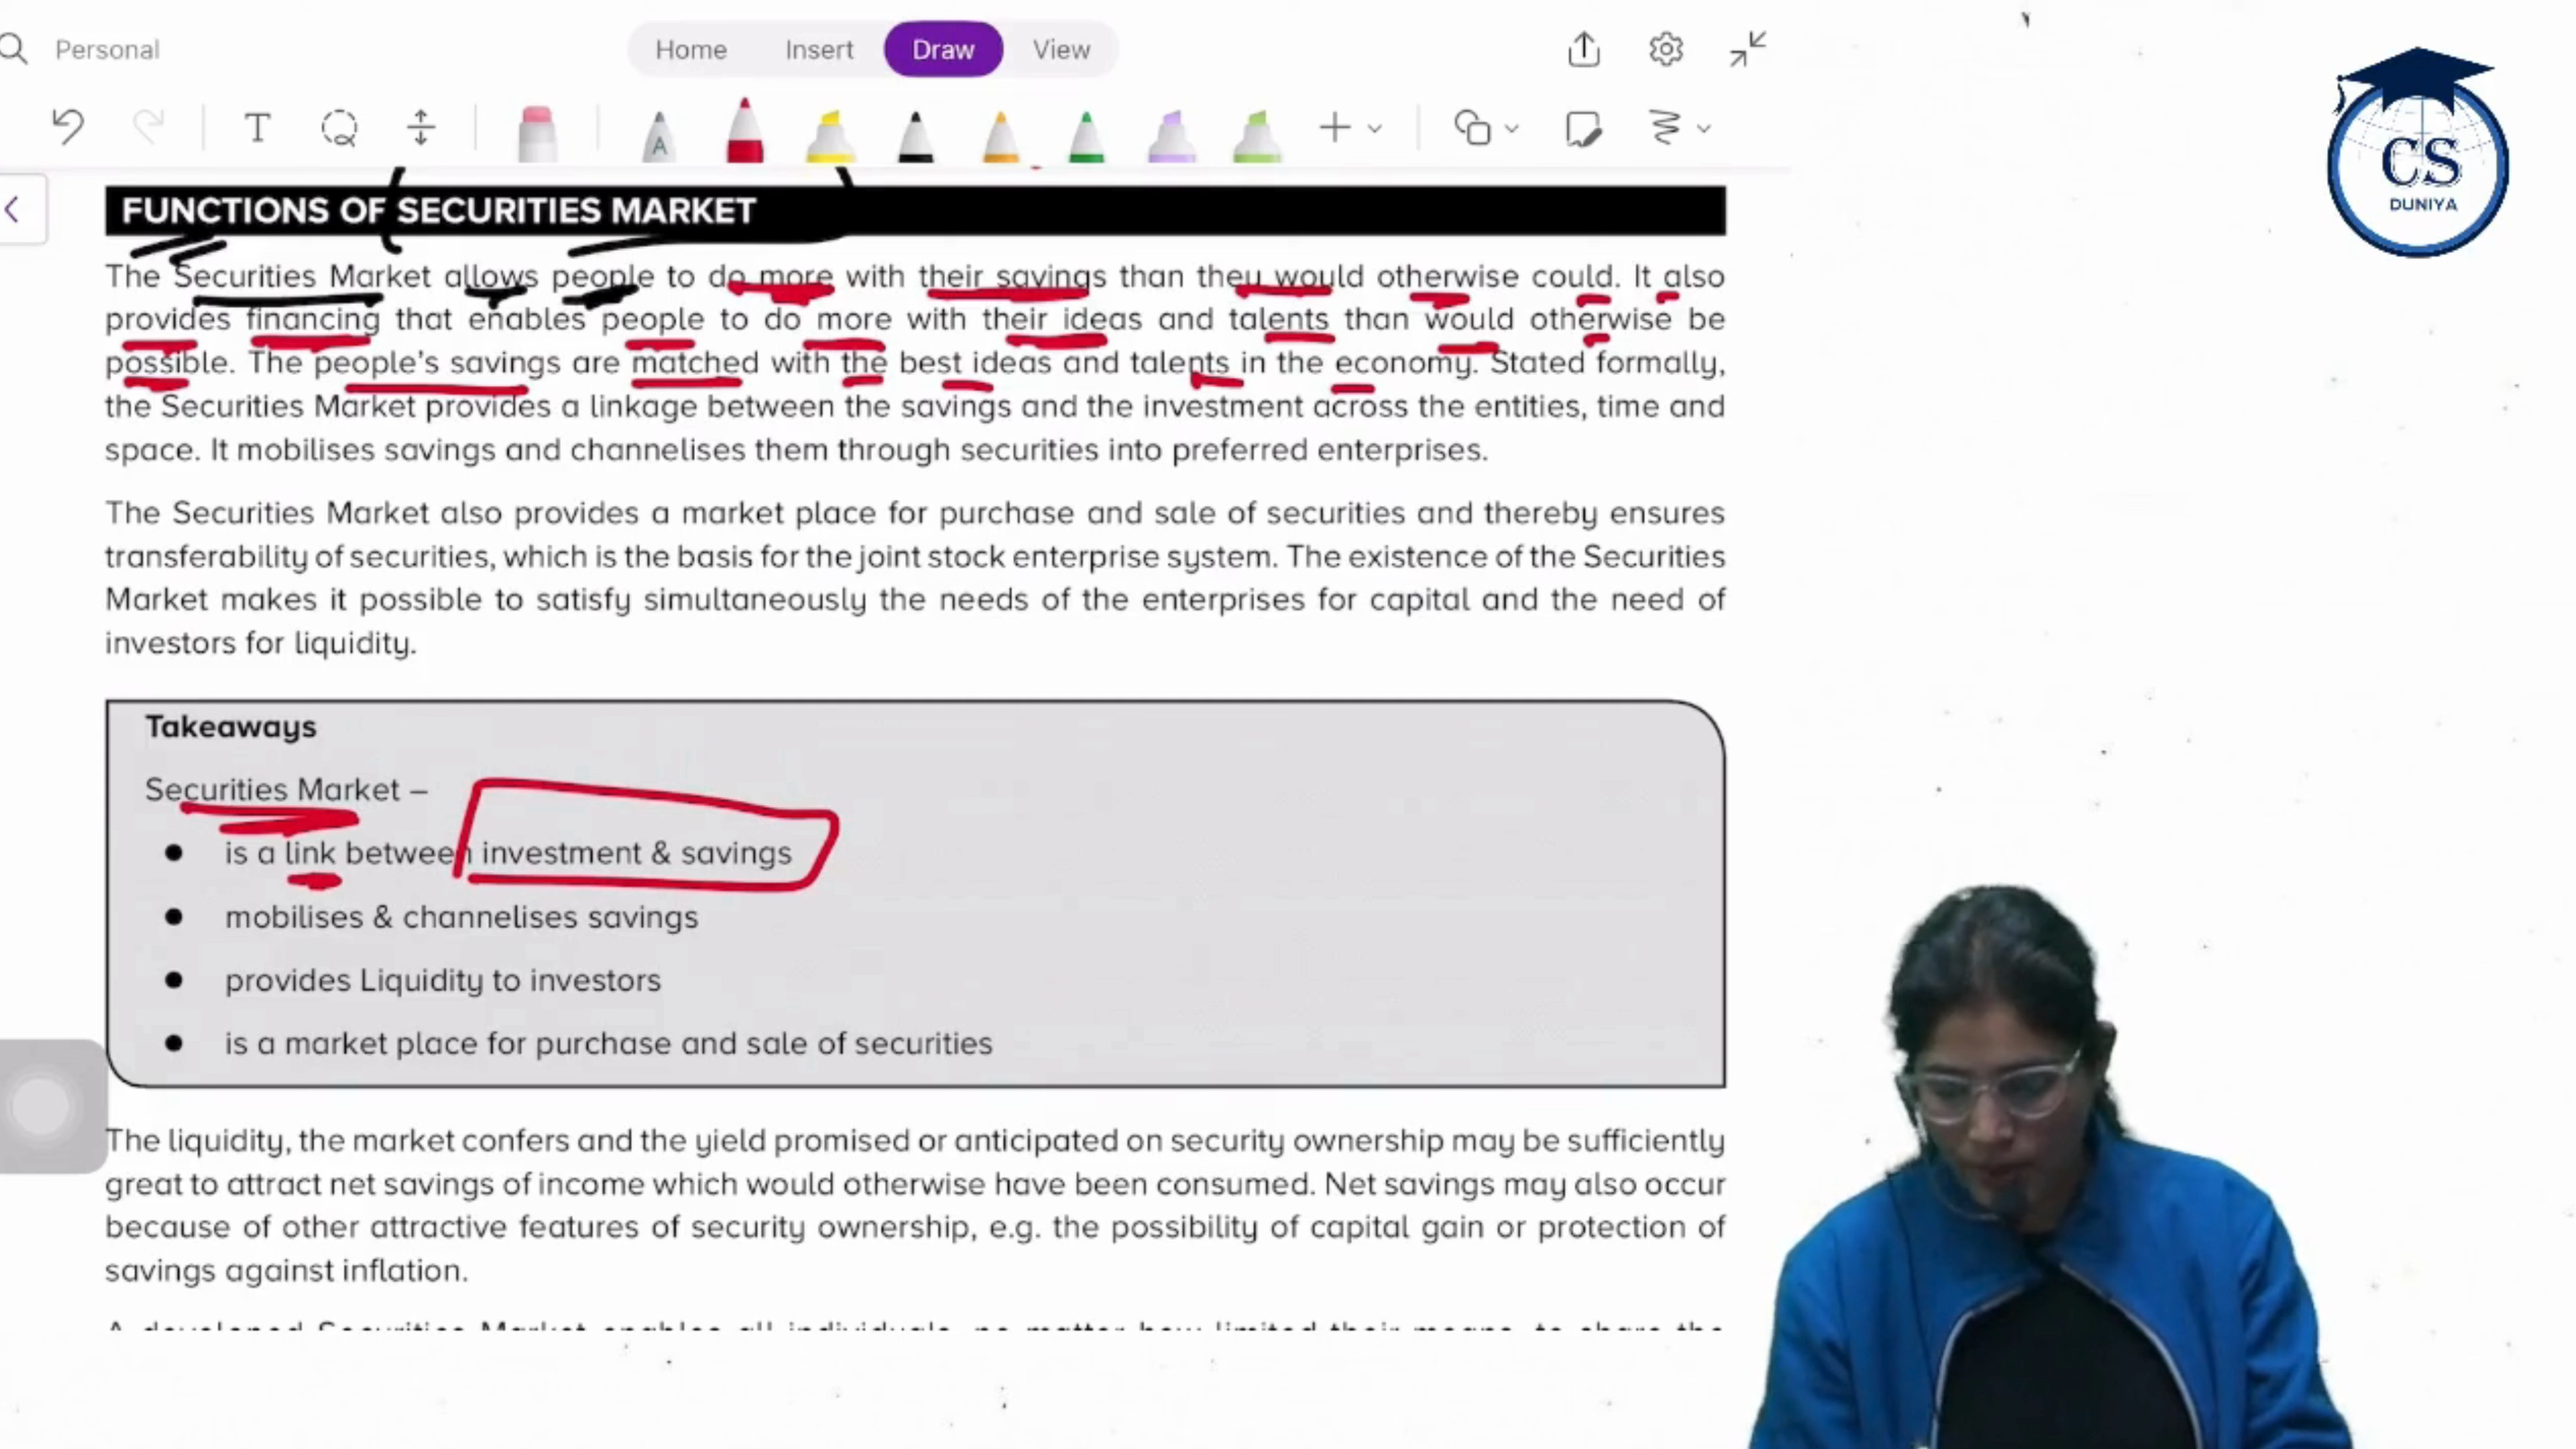 Personal
Home
Insert
Draw
View
T
A
CS
DUNIYA
FUNCTIONS OF SECURITIES MARKET
The Securities Market allows people to do more with their savings than they would otherwise could. It also
provides financing that enables people to do more with their ideas and talents than would otherwise be
possible. The people's savings are matched with the best ideas and talents in the economy. Stated formally,
the Securities Market provides a linkage between the savings and the investment across the entities, time and
space. It mobilises savings and channelises them through securities into preferred enterprises.
The Securities Market also provides a market place for purchase and sale of securities and thereby ensures
transferability of securities, which is the basis for the joint stock enterprise system. The existence of the Securities
Market makes it possible to satisfy simultaneously the needs of the enterprises for capital and the need of
investors for liquidity.
Takeaways
Securities Market –
● is a link between investment & savings
● mobilises & channelises savings
● provides Liquidity to investors
● is a market place for purchase and sale of securities
The liquidity, the market confers and the yield promised or anticipated on security ownership may be sufficiently
great to attract net savings of income which would otherwise have been consumed. Net savings may also occur
because of other attractive features of security ownership, e.g. the possibility of capital gain or protection of
savings against inflation.